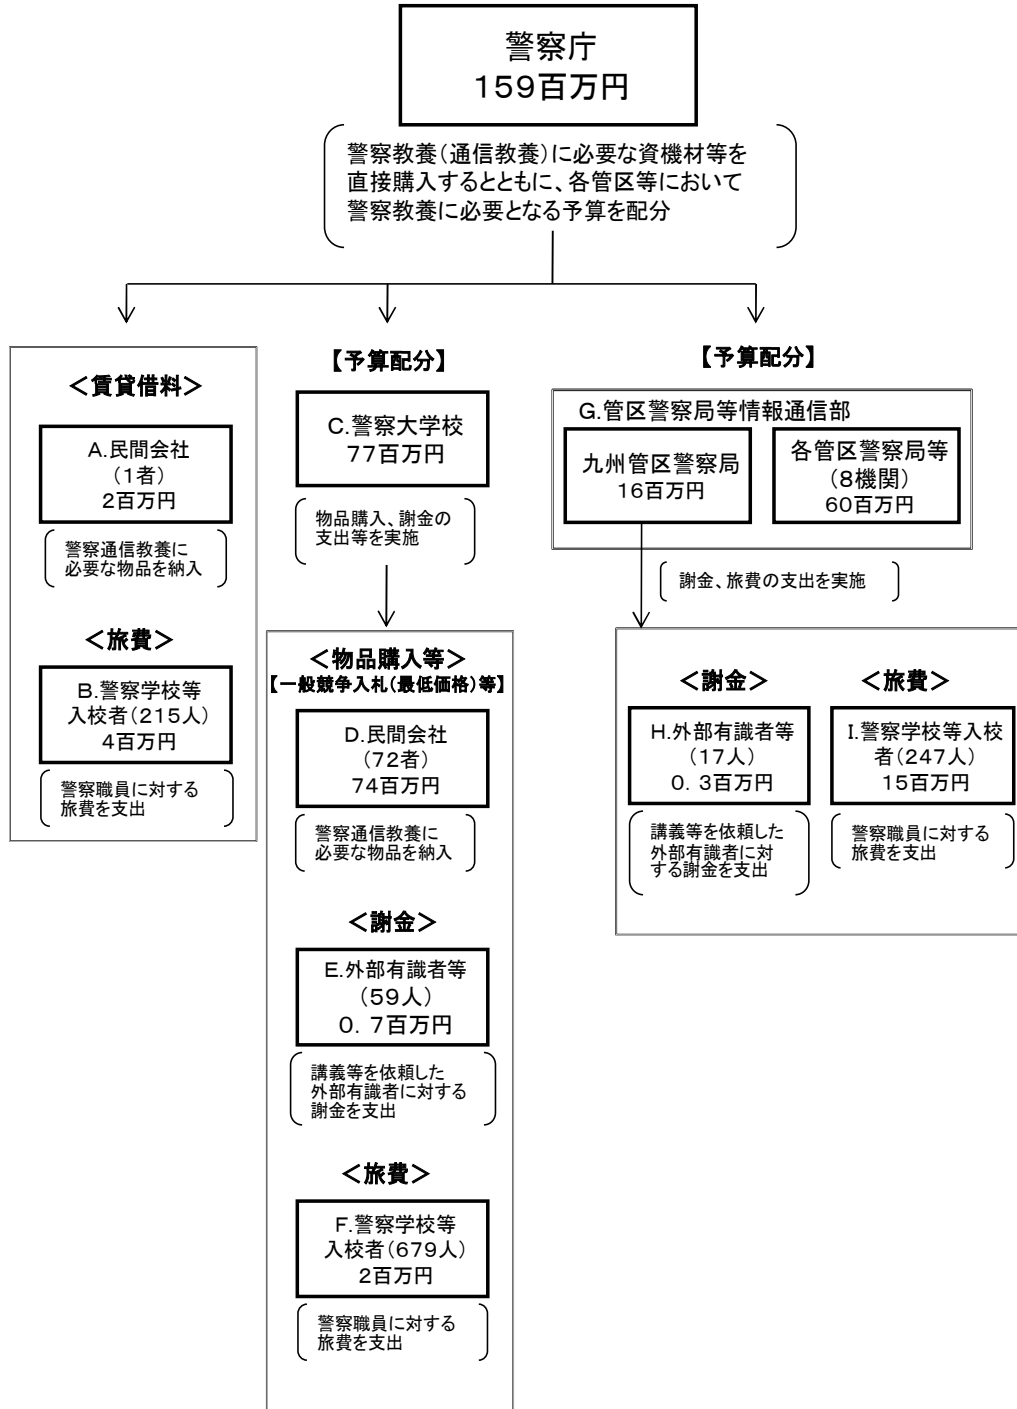 警察庁
159百万円
警察教養(通信教養)に必要な資機材等を
直接購入するとともに、各管区等において
警察教養に必要となる予算を配分
<賃貸借料>
A.民間会社
(1者)
2百万円
警察通信教養に
必要な物品を納入
<旅費>
B.警察学校等
入校者(215人)
4百万円
警察職員に対する
旅費を支出
【予算配分】
C.警察大学校
77百万円
物品購入、謝金の
支出等を実施
<物品購入等>
【一般競争入札(最低価格)等】
D.民間会社
(72者)
74百万円
警察通信教養に
必要な物品を納入
<謝金>
E.外部有識者等
(59人)
0.7百万円
講義等を依頼した
外部有識者に対する
謝金を支出
<旅費>
F.警察学校等
入校者(679人)
2百万円
警察職員に対する
旅費を支出
【予算配分】
G.管区警察局等情報通信部
九州管区警察局
16百万円
各管区警察局等
(8機関)
60百万円
謝金、旅費の支出を実施
<謝金>
H.外部有識者等
(17人)
0.3百万円
講義等を依頼した
外部有識者に対
する謝金を支出
<旅費>
I.警察学校等入校
者(247人)
15百万円
警察職員に対する
旅費を支出